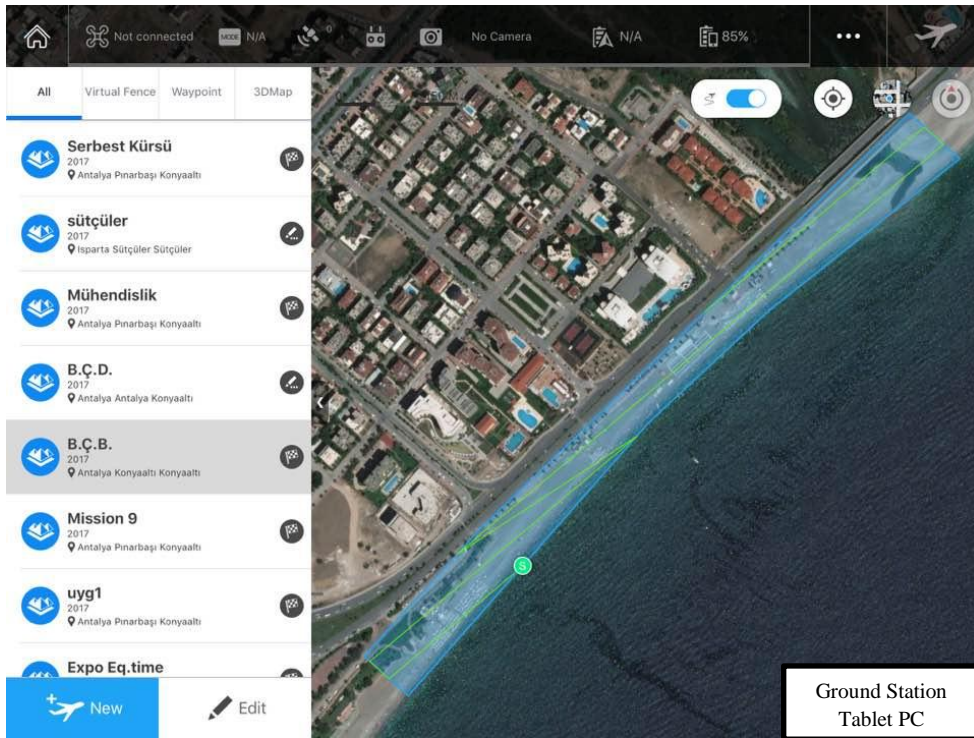 Not connected
MODE
N/A
0
No Camera
N/A
85%
All
Virtual Fence
Waypoint
3DMap
Serbest Kürsü
2017
Antalya Pınarbaşı Konyaaltı
sütçüler
2017
Isparta Sütçüler Sütçüler
Mühendislik
2017
Antalya Pınarbaşı Konyaaltı
B.Ç.D.
2017
Antalya Antalya Konyaaltı
B.Ç.B.
2017
Antalya Konyaaltı Konyaaltı
Mission 9
2017
Antalya Pınarbaşı Konyaaltı
uyg1
2017
Antalya Pınarbaşı Konyaaltı
Expo Eq.time
New
Edit
S
Ground Station
Tablet PC